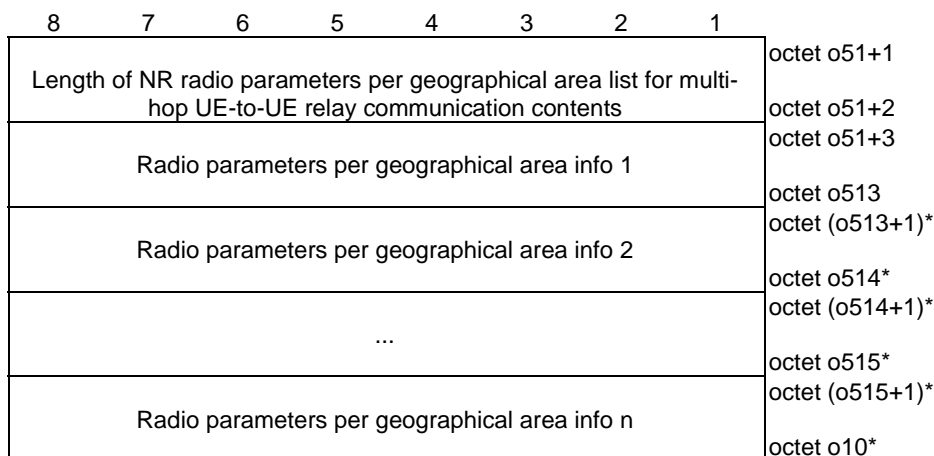 8 7 6 5 4 3 2 1
octet o51+1
Length of NR radio parameters per geographical area list for multi-
hop UE-to-UE relay communication contents
octet o51+2
octet o51+3
Radio parameters per geographical area info 1
octet o513
octet (o513+1)*
Radio parameters per geographical area info 2
octet o514*
octet (o514+1)*
...
octet o515*
octet (o515+1)*
Radio parameters per geographical area info n
octet o10*